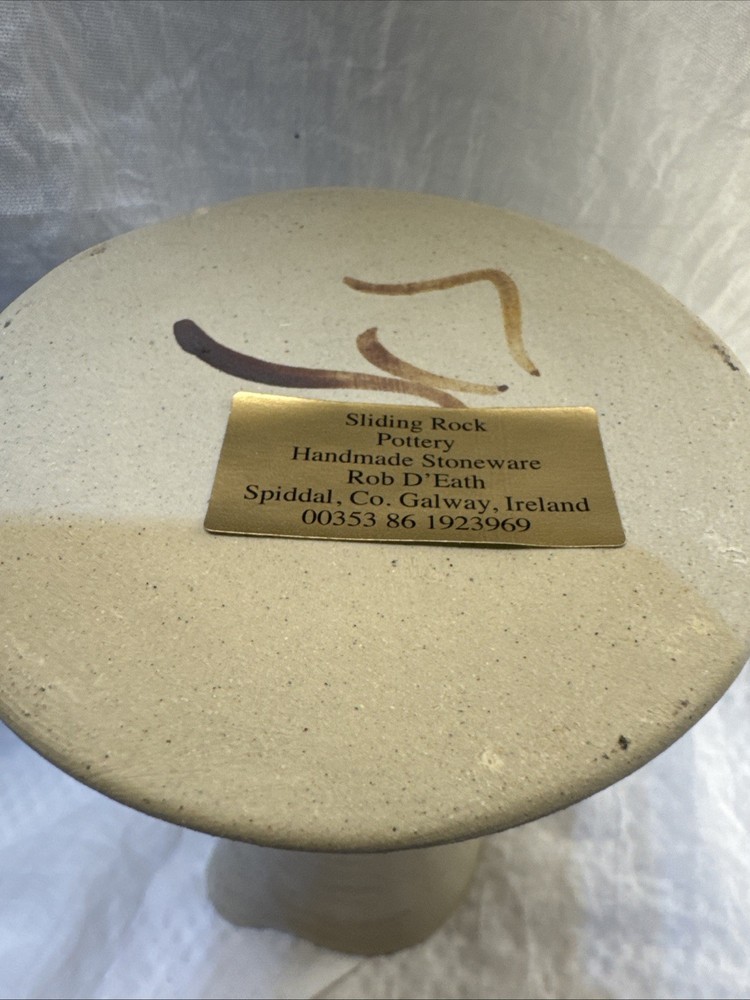 Sliding Rock
Pottery
Handmade Stoneware
Rob D'Eath
Spiddal, Co. Galway, Ireland
00353 86 1923969